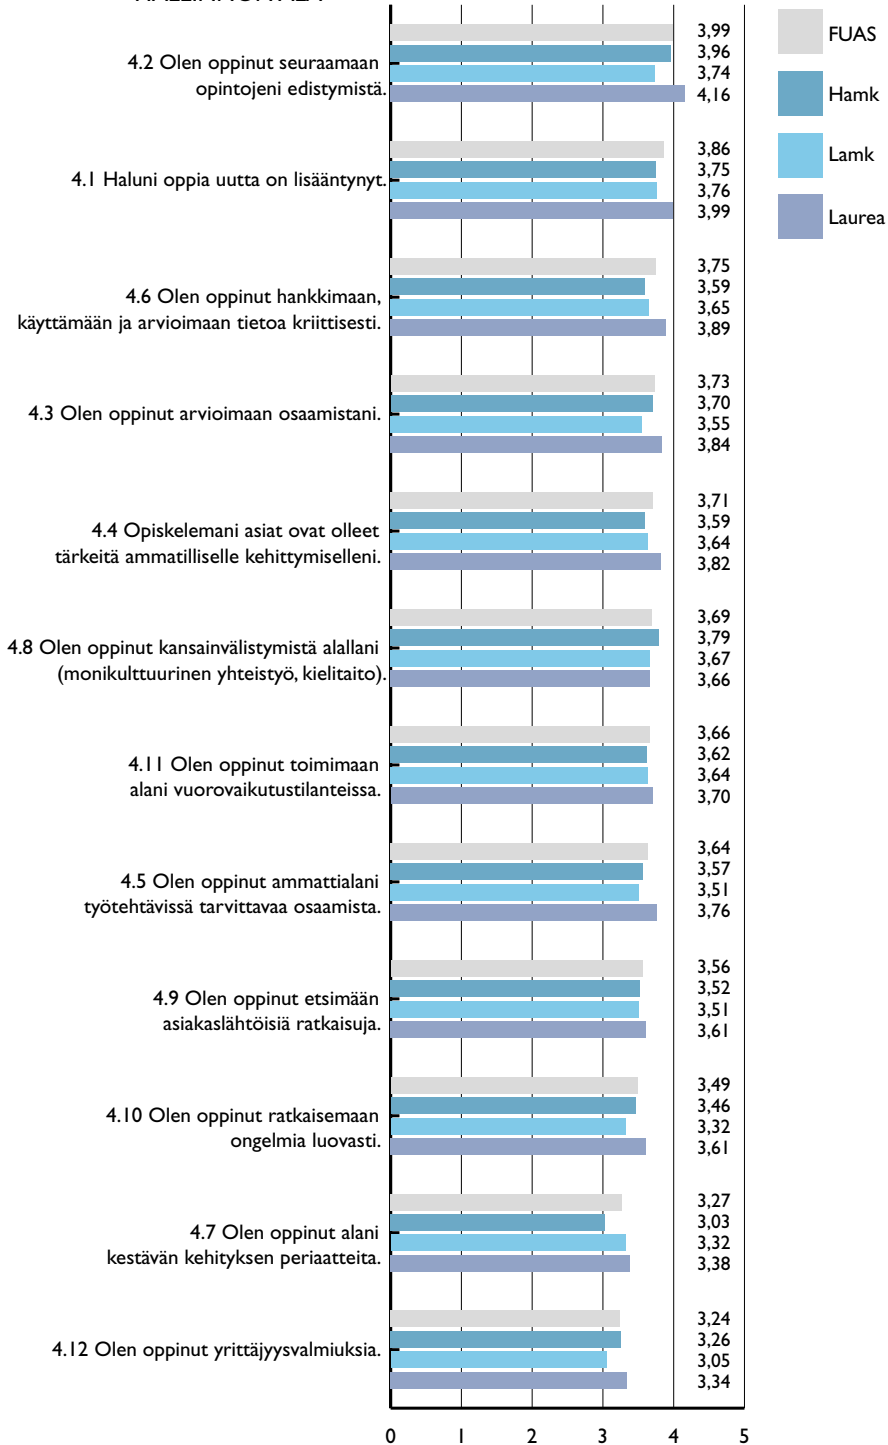 3,99
FUAS
3,96
4.2 Olen oppinut seuraamaan
3,74
opintojeni edistymistä.
4,16
Hamk
3,86
Lamk
3,75
4.1 Haluni oppia uutta on lisääntynyt.
3,76
3,99
Laurea
3,75
3,59
4.6 Olen oppinut hankkimaan,
3,65
käyttämään ja arvioimaan tietoa kriittisesti.
3,89
3,73
3,70
4.3 Olen oppinut arvioimaan osaamistani.
3,55
3,84
3,71
3,59
4.4 Opiskelemani asiat ovat olleet
3,64
tärkeitä ammatilliselle kehittymiselleni.
3,82
3,69
3,79
4.8 Olen oppinut kansainvälistymistä alallani
3,67
(monikulttuurinen yhteistyö, kielitaito).
3,66
3,66
3,62
4.11 Olen oppinut toimimaan
3,64
alani vuorovaikutustilanteissa.
3,70
3,64
3,57
4.5 Olen oppinut ammattialani
3,51
työtehtävissä tarvittavaa osaamista.
3,76
3,56
3,52
4.9 Olen oppinut etsimään
3,51
asiakaslähtöisiä ratkaisuja.
3,61
3,49
3,46
4.10 Olen oppinut ratkaisemaan
3,32
ongelmia luovasti.
3,61
3,27
3,03
4.7 Olen oppinut alani
3,32
kestävän kehityksen periaatteita.
3,38
3,24
3,26
4.12 Olen oppinut yrittäjyysvalmiuksia.
3,05
3,34
0 1 2 3 4 5